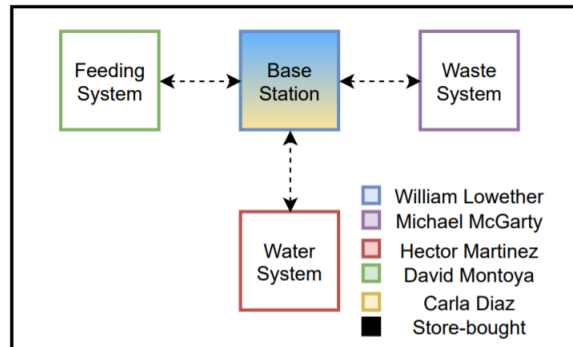 Feeding
System
Base
Station
Waste
System
Water
System
William Lowether
Michael McGarty
Hector Martinez
David Montoya
Carla Diaz
Store-bought